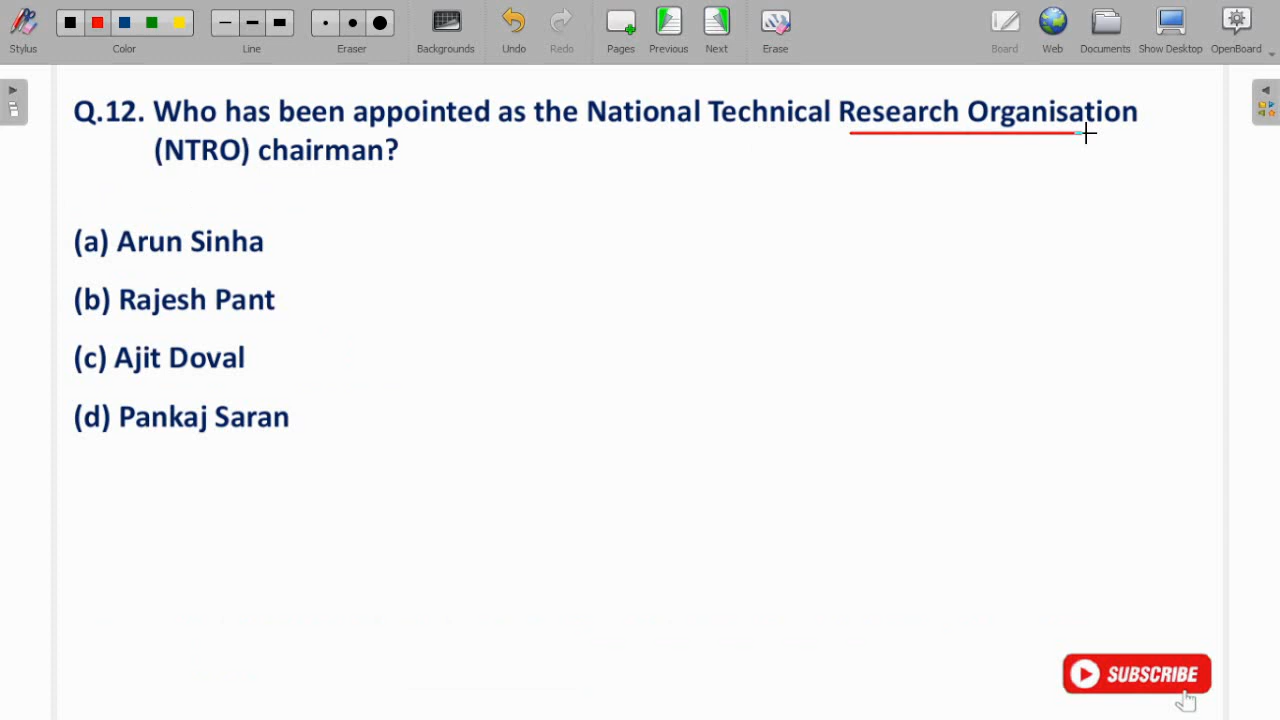 Stylus
Color
Line
Eraser
Backgrounds
Undo
Redo
Pages
Previous
Next
Erase
Board
Web
Documents
Show Desktop
OpenBoard
Q.12. Who has been appointed as the National Technical Research Organisation
(NTRO) chairman?
(a) Arun Sinha
(b) Rajesh Pant
(c) Ajit Doval
(d) Pankaj Saran
SUBSCRIBE